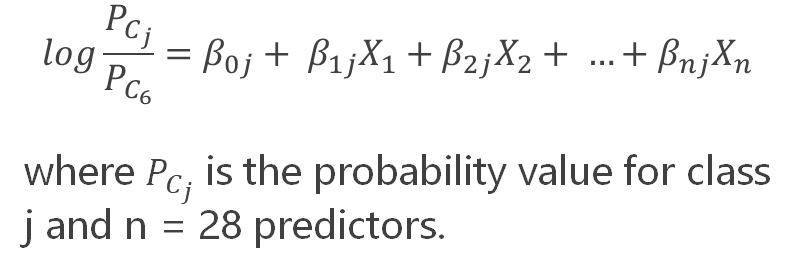 log P_{C_j} / P_{C_6} = β_{0j} + β_{1j}X_1 + β_{2j}X_2 + … + β_{nj}X_n
where P_{C_j} is the probability value for class
j and n = 28 predictors.